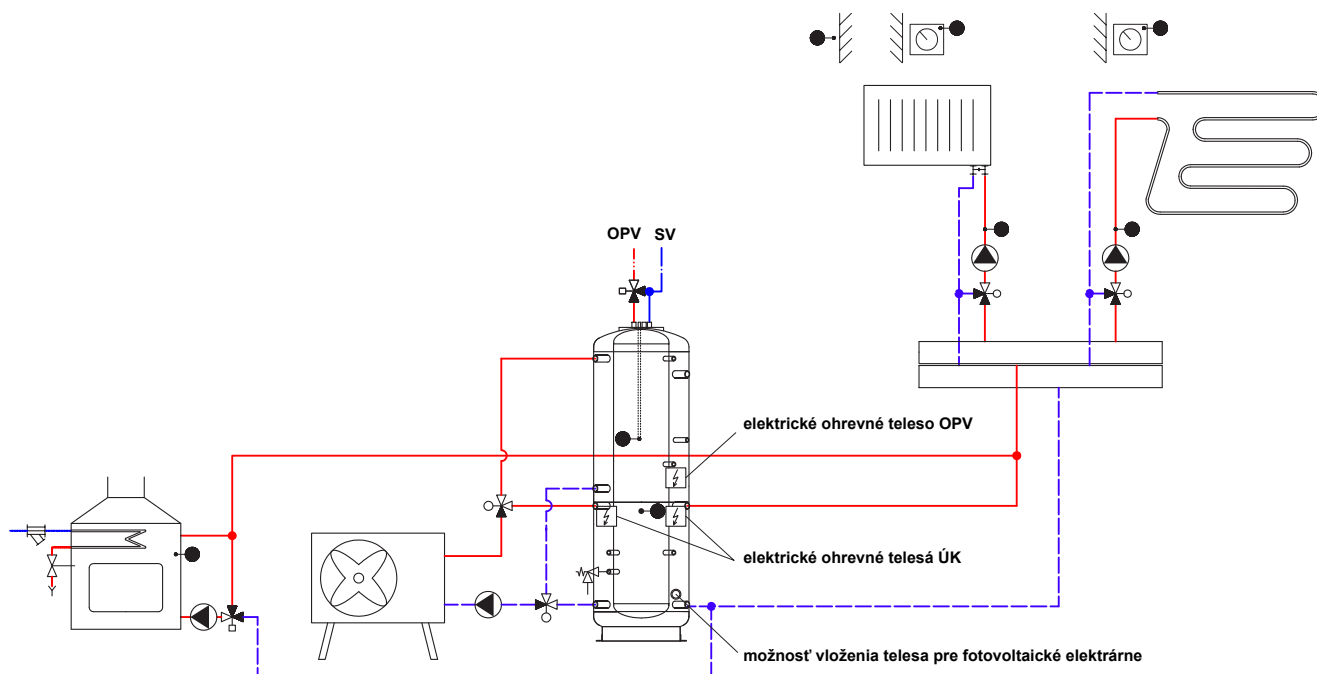 OPV SV
elektrické ohrevné teleso OPV
elektrické ohrevné telesá ÚK
možnosť vloženia telesa pre fotovoltaické elektrárne